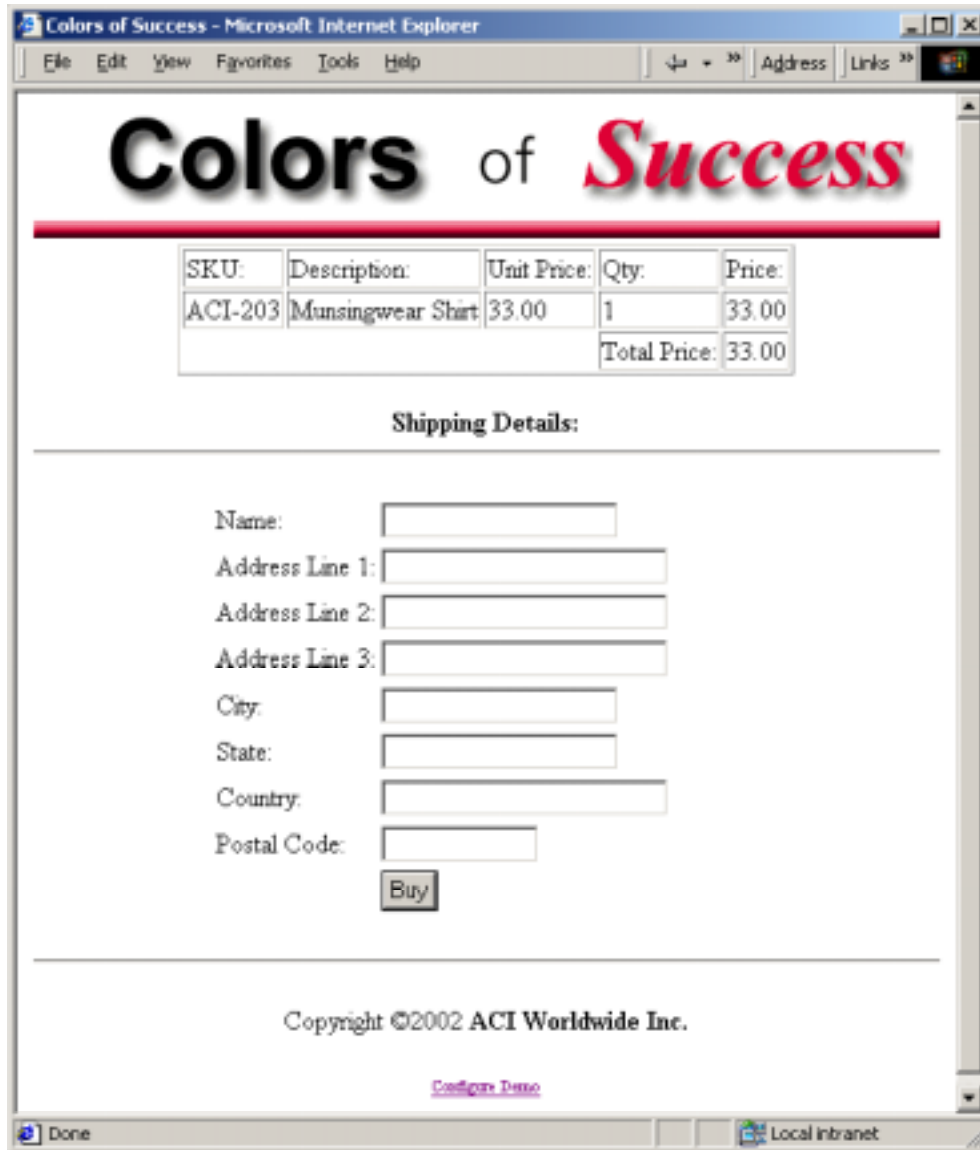 Colors of Success - Microsoft Internet Explorer
File Edit View Favorites Tools Help Address Links
Colors of Success
SKU: Description: Unit Price: Qty: Price:
ACI-203 Munsingwear Shirt 33.00 1 33.00
Total Price: 33.00
Shipping Details:
Name:
Address Line 1:
Address Line 2:
Address Line 3:
City:
State:
Country:
Postal Code:
Buy
Copyright ©2002 ACI Worldwide Inc.
Configure Demo
Done Local intranet